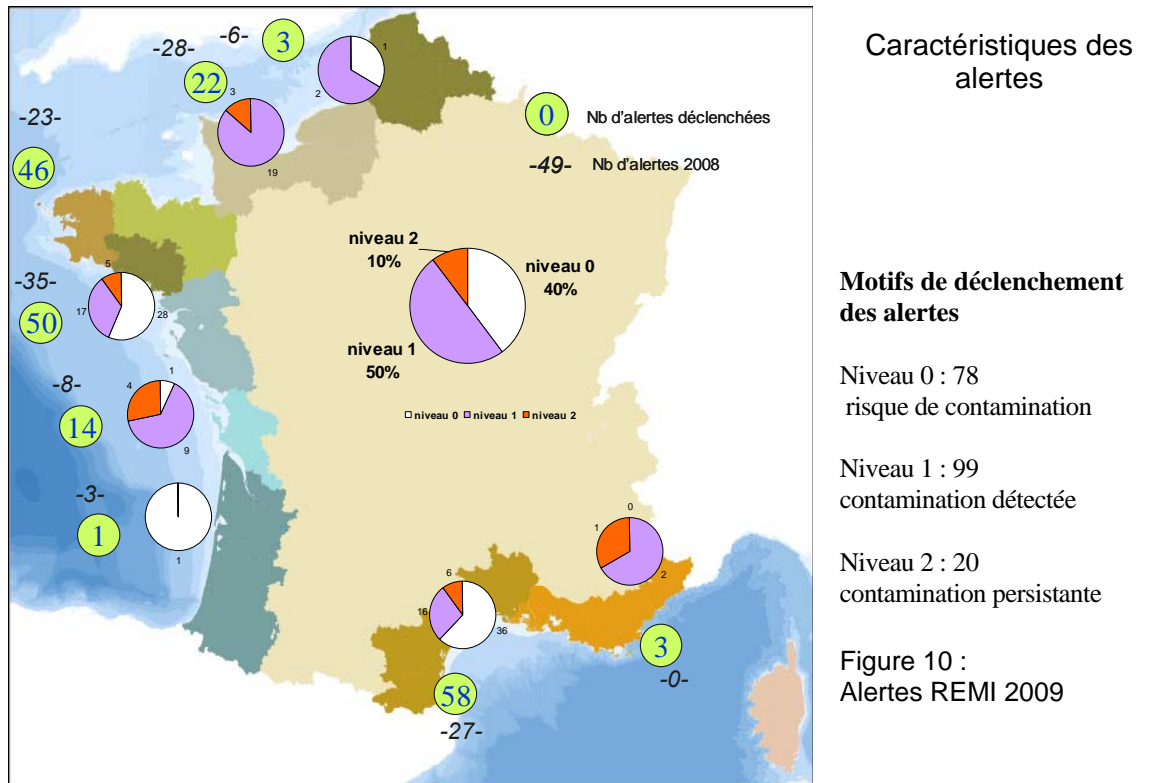 -6-
3
1
2
-28-
22
3
19
-23-
46
0
Nb d'alertes déclenchées
-49-
Nb d'alertes 2008
niveau 2
10%
niveau 0
40%
niveau 1
50%
□ niveau 0 ■ niveau 1 ■ niveau 2
-35-
50
5
17
28
-8-
14
4
1
9
-3-
1
1
0
1
2
3
-0-
6
16
36
58
-27-
Caractéristiques des
alertes
Motifs de déclenchement
des alertes
Niveau 0 : 78
risque de contamination
Niveau 1 : 99
contamination détectée
Niveau 2 : 20
contamination persistante
Figure 10 :
Alertes REMI 2009